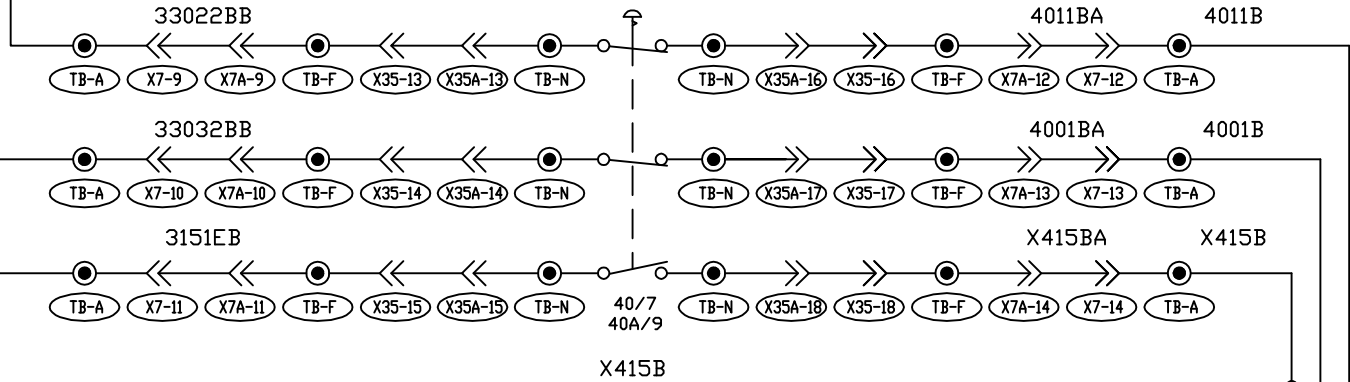 33022BB 4011BA 4011B
TB-A X7-9 X7A-9 TB-F X35-13 X35A-13 TB-N TB-N X35A-16 X35-16 TB-F X7A-12 X7-12 TB-A
33032BB 4001BA 4001B
TB-A X7-10 X7A-10 TB-F X35-14 X35A-14 TB-N TB-N X35A-17 X35-17 TB-F X7A-13 X7-13 TB-A
3151EB X415BA X415B
TB-A X7-11 X7A-11 TB-F X35-15 X35A-15 TB-N 40/7 TB-N X35A-18 X35-18 TB-F X7A-14 X7-14 TB-A
40A/9
X415B